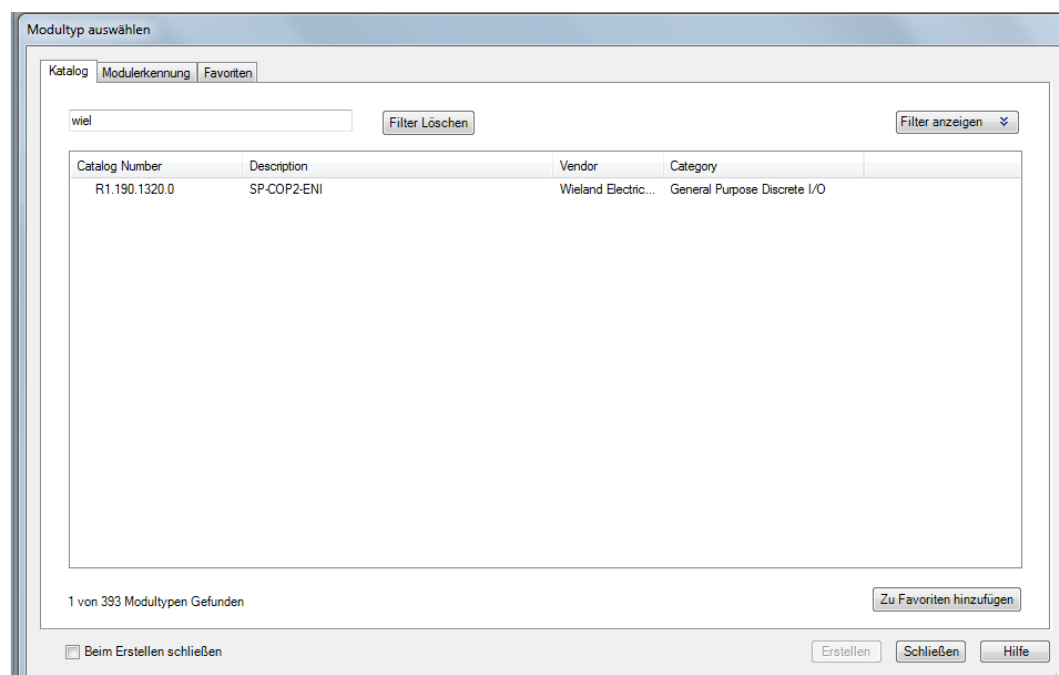 Modultyp auswählen
Katalog Modulerkennung Favoriten
wiel Filter Löschen Filter anzeigen
Catalog Number Description Vendor Category
R1.190.1320.0 SP-COP2-ENI Wieland Electric... General Purpose Discrete I/O
1 von 393 Modultypen Gefunden Zu Favoriten hinzufügen
Beim Erstellen schließen Erstellen Schließen Hilfe